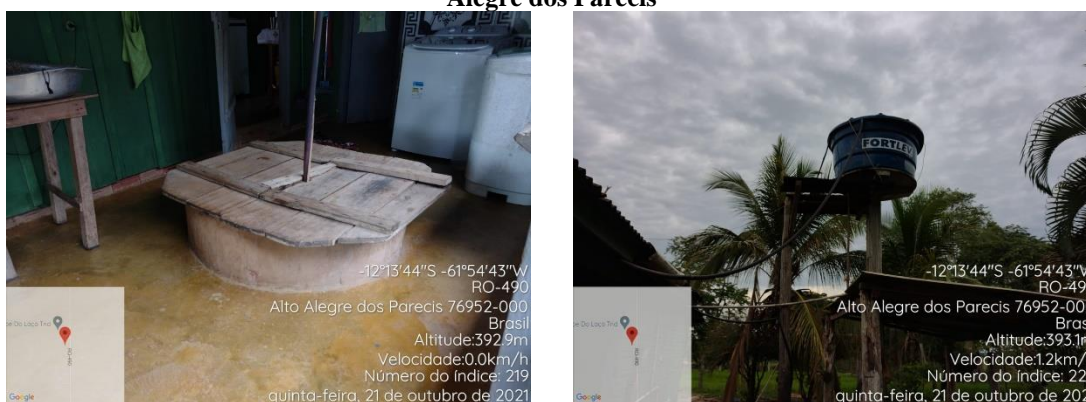 Alegre dos Parecis
-12°13'44"S -61°54'43"W
RO-490
Alto Alegre dos Parecis 76952-000
Brasil
Altitude:392.9m
Velocidade:0.0km/h
Número do índice: 219
quinta-feira, 21 de outubro de 2021
Google
FORTLEV
-12°13'44"S -61°54'43"W
RO-49
Alto Alegre dos Parecis 76952-00
Bras
Altitude:393.1m
Velocidade:1.2km/h
Número do índice: 22
quinta-feira, 21 de outubro de 202
Google